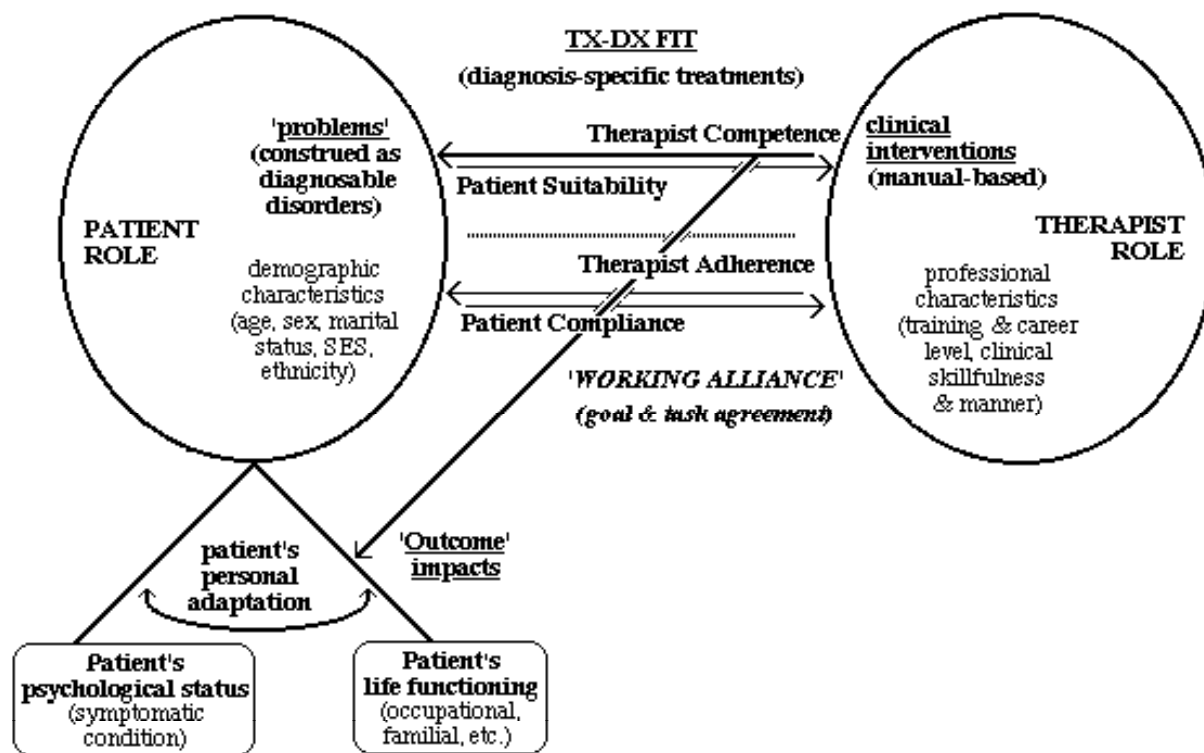 TX-DX FIT
(diagnosis-specific treatments)
'problems'
(construed as
diagnosable
disorders)
PATIENT
ROLE
demographic
characteristics
(age, sex, marital
status, SES,
ethnicity)
Therapist Competence
Patient Suitability
Therapist Adherence
Patient Compliance
'WORKING ALLIANCE'
(goal & task agreement)
clinical
interventions
(manual-based)
THERAPIST
ROLE
professional
characteristics
(training & career
level, clinical
skillfulness
& manner)
'Outcome'
impacts
patient's
personal
adaptation
Patient's
psychological status
(symptomatic
condition)
Patient's
life functioning
(occupational,
familial, etc.)